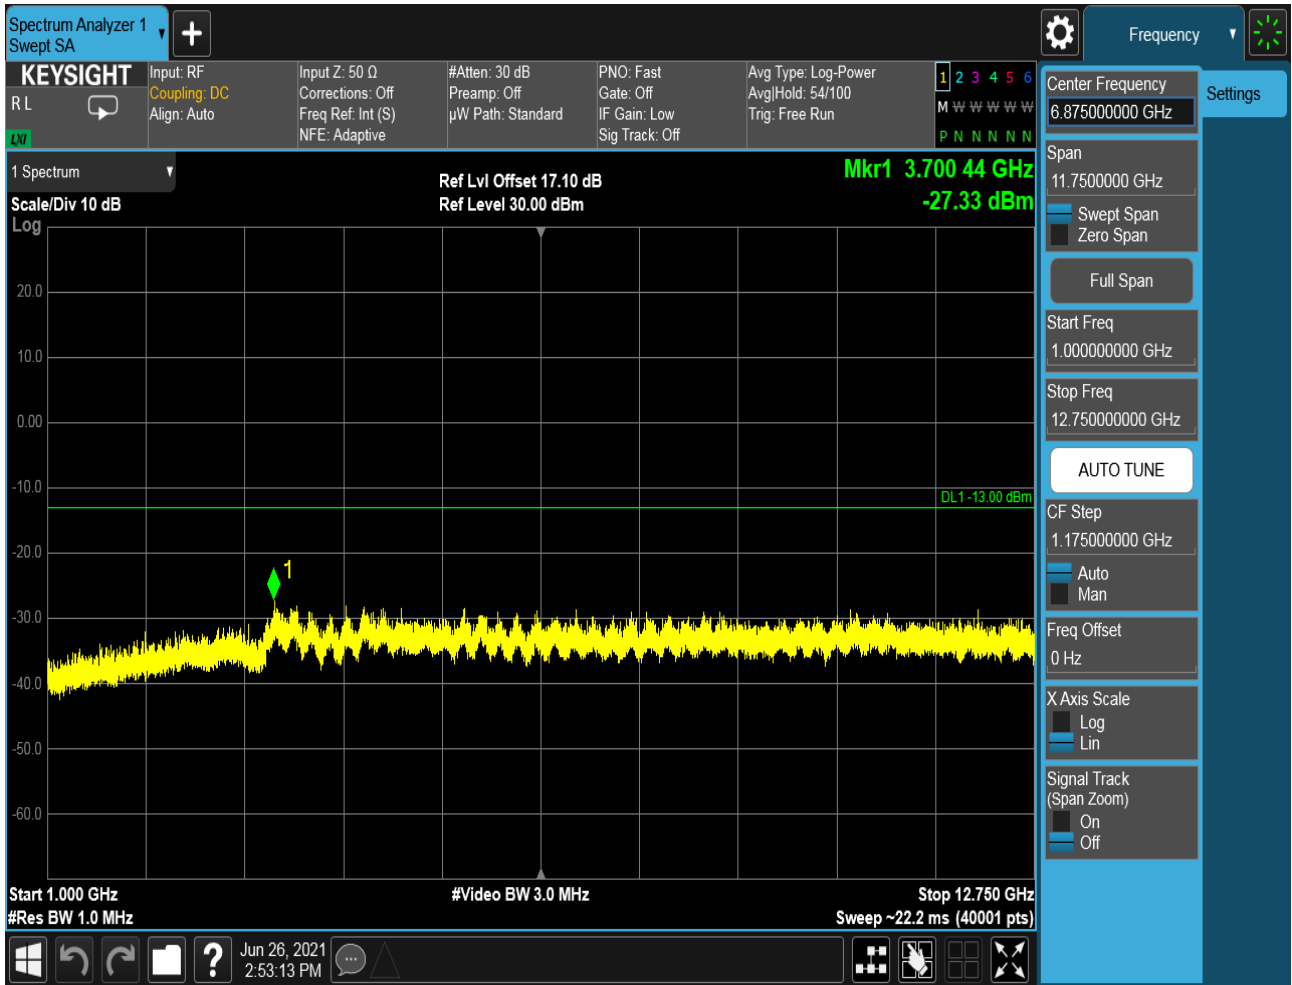 Spectrum Analyzer 1
Swept SA
+
Frequency
KEYSIGHT
R L
LXI
Input: RF
Coupling: DC
Align: Auto
Input Z: 50 Ω
Corrections: Off
Freq Ref: Int (S)
NFE: Adaptive
#Atten: 30 dB
Preamp: Off
µW Path: Standard
PNO: Fast
Gate: Off
IF Gain: Low
Sig Track: Off
Avg Type: Log-Power
Avg|Hold: 54/100
Trig: Free Run
1 2 3 4 5 6
M W W W W W
P N N N N N
1 Spectrum
Scale/Div 10 dB
Log
Ref Lvl Offset 17.10 dB
Ref Level 30.00 dBm
Mkr1 3.700 44 GHz
-27.33 dBm
20.0
10.0
0.00
-10.0
DL1 -13.00 dBm
-20.0
1
-30.0
-40.0
-50.0
-60.0
Start 1.000 GHz
#Video BW 3.0 MHz
Stop 12.750 GHz
#Res BW 1.0 MHz
Sweep ~22.2 ms (40001 pts)
?
Jun 26, 2021
2:53:13 PM
Center Frequency
6.875000000 GHz
Settings
Span
11.7500000 GHz
Swept Span
Zero Span
Full Span
Start Freq
1.000000000 GHz
Stop Freq
12.750000000 GHz
AUTO TUNE
CF Step
1.175000000 GHz
Auto
Man
Freq Offset
0 Hz
X Axis Scale
Log
Lin
Signal Track
(Span Zoom)
On
Off